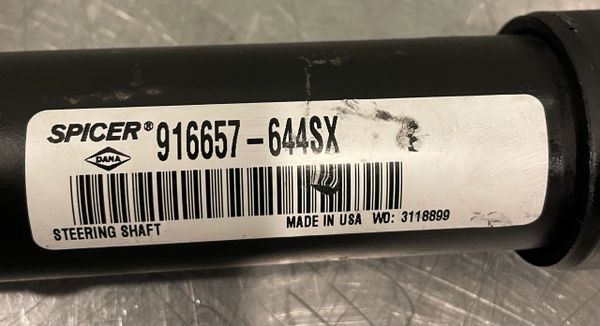 SPICER® 916657-644SX
DANA
STEERING SHAFT
MADE IN USA WO: 3118899